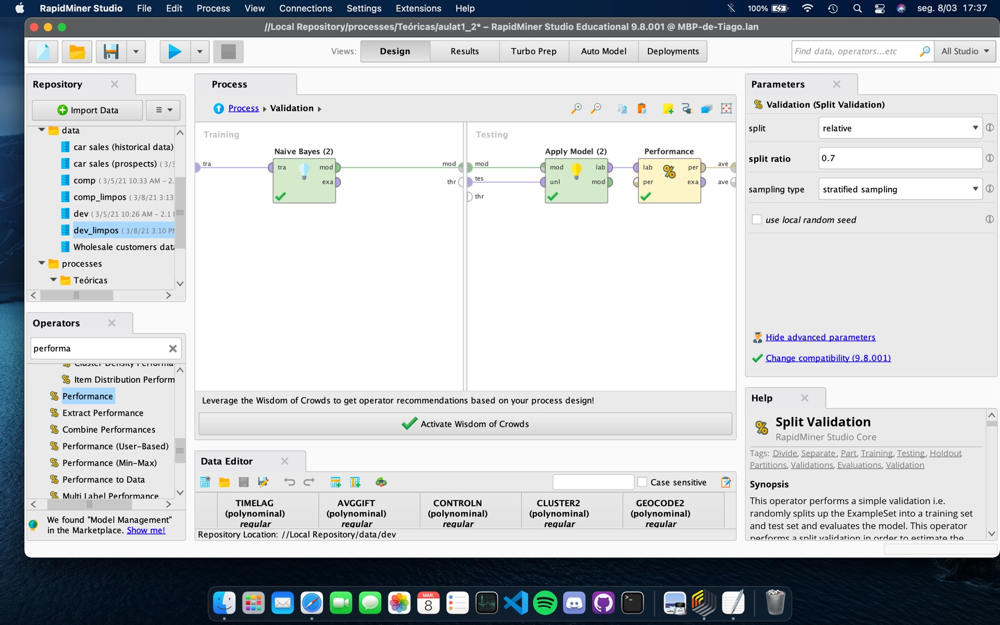 RapidMiner Studio File Edit Process View Connections Settings Extensions Help 100% seg. 8/03 17:37
//Local Repository/processes/Teóricas/aulat1_2* – RapidMiner Studio Educational 9.8.001 @ MBP-de-Tiago.lan
Views: Design Results Turbo Prep Auto Model Deployments Find data, operators...etc All Studio
Repository
Import Data
data
car sales (historical data)
car sales (prospects) ( 3/3
comp ( 3/5/21 10:33 AM – 2.
comp_limpos ( 3/8/21 3:13
dev ( 3/5/21 10:26 AM – 2.1
dev_limpos ( 3/8/21 3:10 PM
Wholesale customers data
processes
Teóricas
Operators
performa
Cluster Density Performa
Item Distribution Perform
Performance
Extract Performance
Combine Performances
Performance (User-Based)
Performance (Min-Max)
Performance to Data
Multi Label Performance
We found "Model Management"
in the Marketplace. Show me!
Process
Process Validation
Training
Naive Bayes (2)
tra
tra mod
exa
mod
thr
Testing
Apply Model (2)
Performance
mod
tes
thr
mod lab
unl mod
lab per
per exa
ave
ave
Leverage the Wisdom of Crowds to get operator recommendations based on your process design!
Activate Wisdom of Crowds
Data Editor
Case sensitive
TIMELAG
(polynominal)
regular
AVGGIFT
(polynominal)
regular
CONTROLN
(polynominal)
regular
CLUSTER2
(polynominal)
regular
GEOCODE2
(polynominal)
regular
Repository Location: //Local Repository/data/dev
Parameters
Validation (Split Validation)
split relative
split ratio 0.7
sampling type stratified sampling
use local random seed
Hide advanced parameters
Change compatibility (9.8.001)
Help
Split Validation
RapidMiner Studio Core
Tags: Divide, Separate, Part, Training, Testing, Holdout
Partitions, Validations, Evaluations, Validation
Synopsis
This operator performs a simple validation i.e.
randomly splits up the ExampleSet into a training set
and test set and evaluates the model. This operator
performs a split validation in order to estimate the
MAR.
8